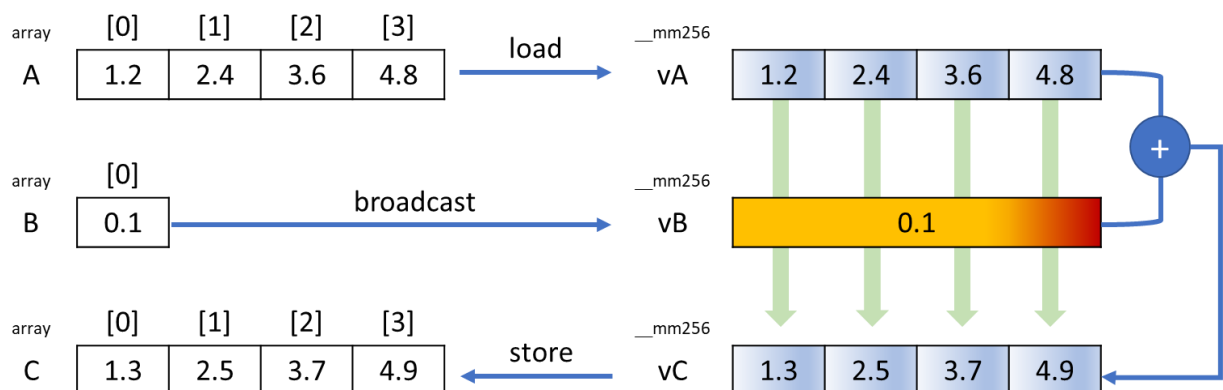 array [0] [1] [2] [3] __mm256
A 1.2 2.4 3.6 4.8 load vA 1.2 2.4 3.6 4.8
+
array [0] __mm256
B 0.1 broadcast vB 0.1
array [0] [1] [2] [3] __mm256
C 1.3 2.5 3.7 4.9 store vC 1.3 2.5 3.7 4.9